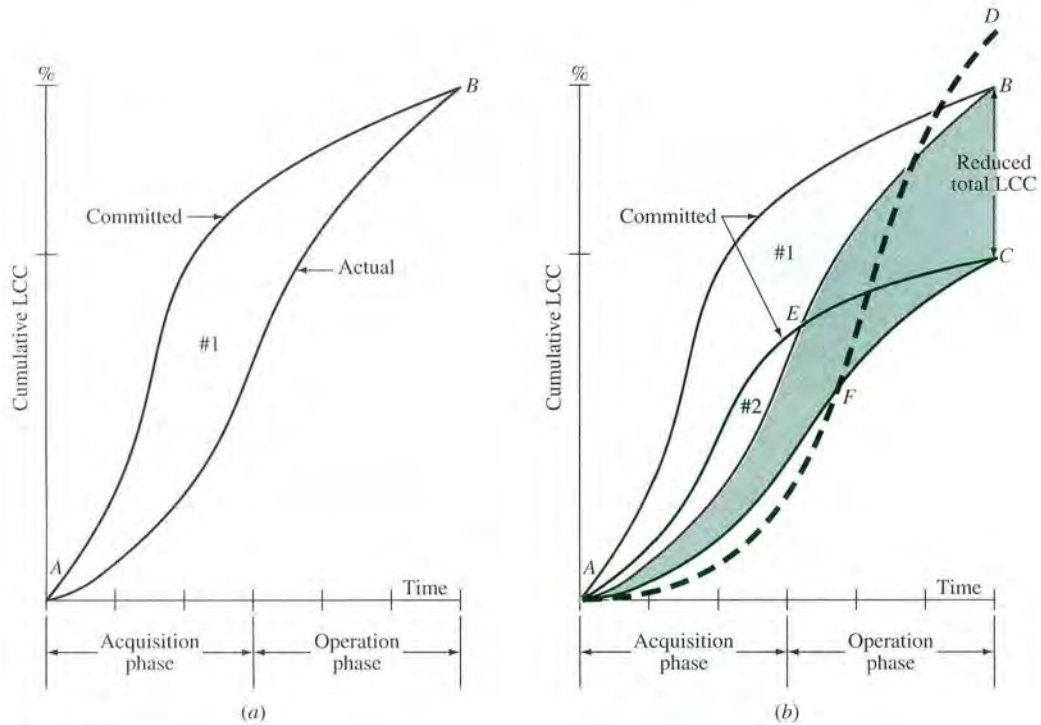 %
B
Committed
Actual
#1
Cumulative LCC
A
Time
Acquisition
phase
Operation
phase
(a)
D
%
B
Reduced
total LCC
Committed
#1
C
E
Cumulative LCC
#2
F
A
Time
Acquisition
phase
Operation
phase
(b)